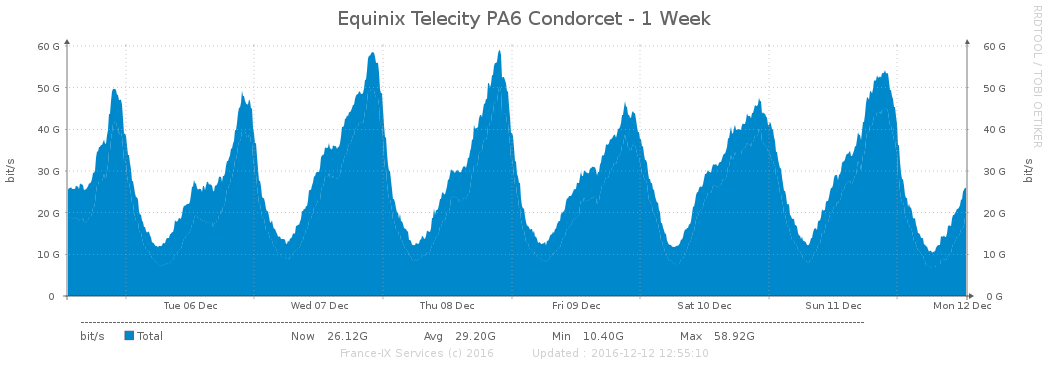 Equinix Telecity PA6 Condorcet - 1 Week
RRDTOOL / TOBI OETIKER
bit/s
60 G
50 G
40 G
30 G
20 G
10 G
0
60 G
50 G
40 G
30 G
20 G
10 G
0 G
bit/s
Tue 06 Dec Wed 07 Dec Thu 08 Dec Fri 09 Dec Sat 10 Dec Sun 11 Dec Mon 12 Dec
bit/s Total Now 26.12G Avg 29.20G Min 10.40G Max 58.92G
France-IX Services (c) 2016 Updated : 2016-12-12 12:55:10